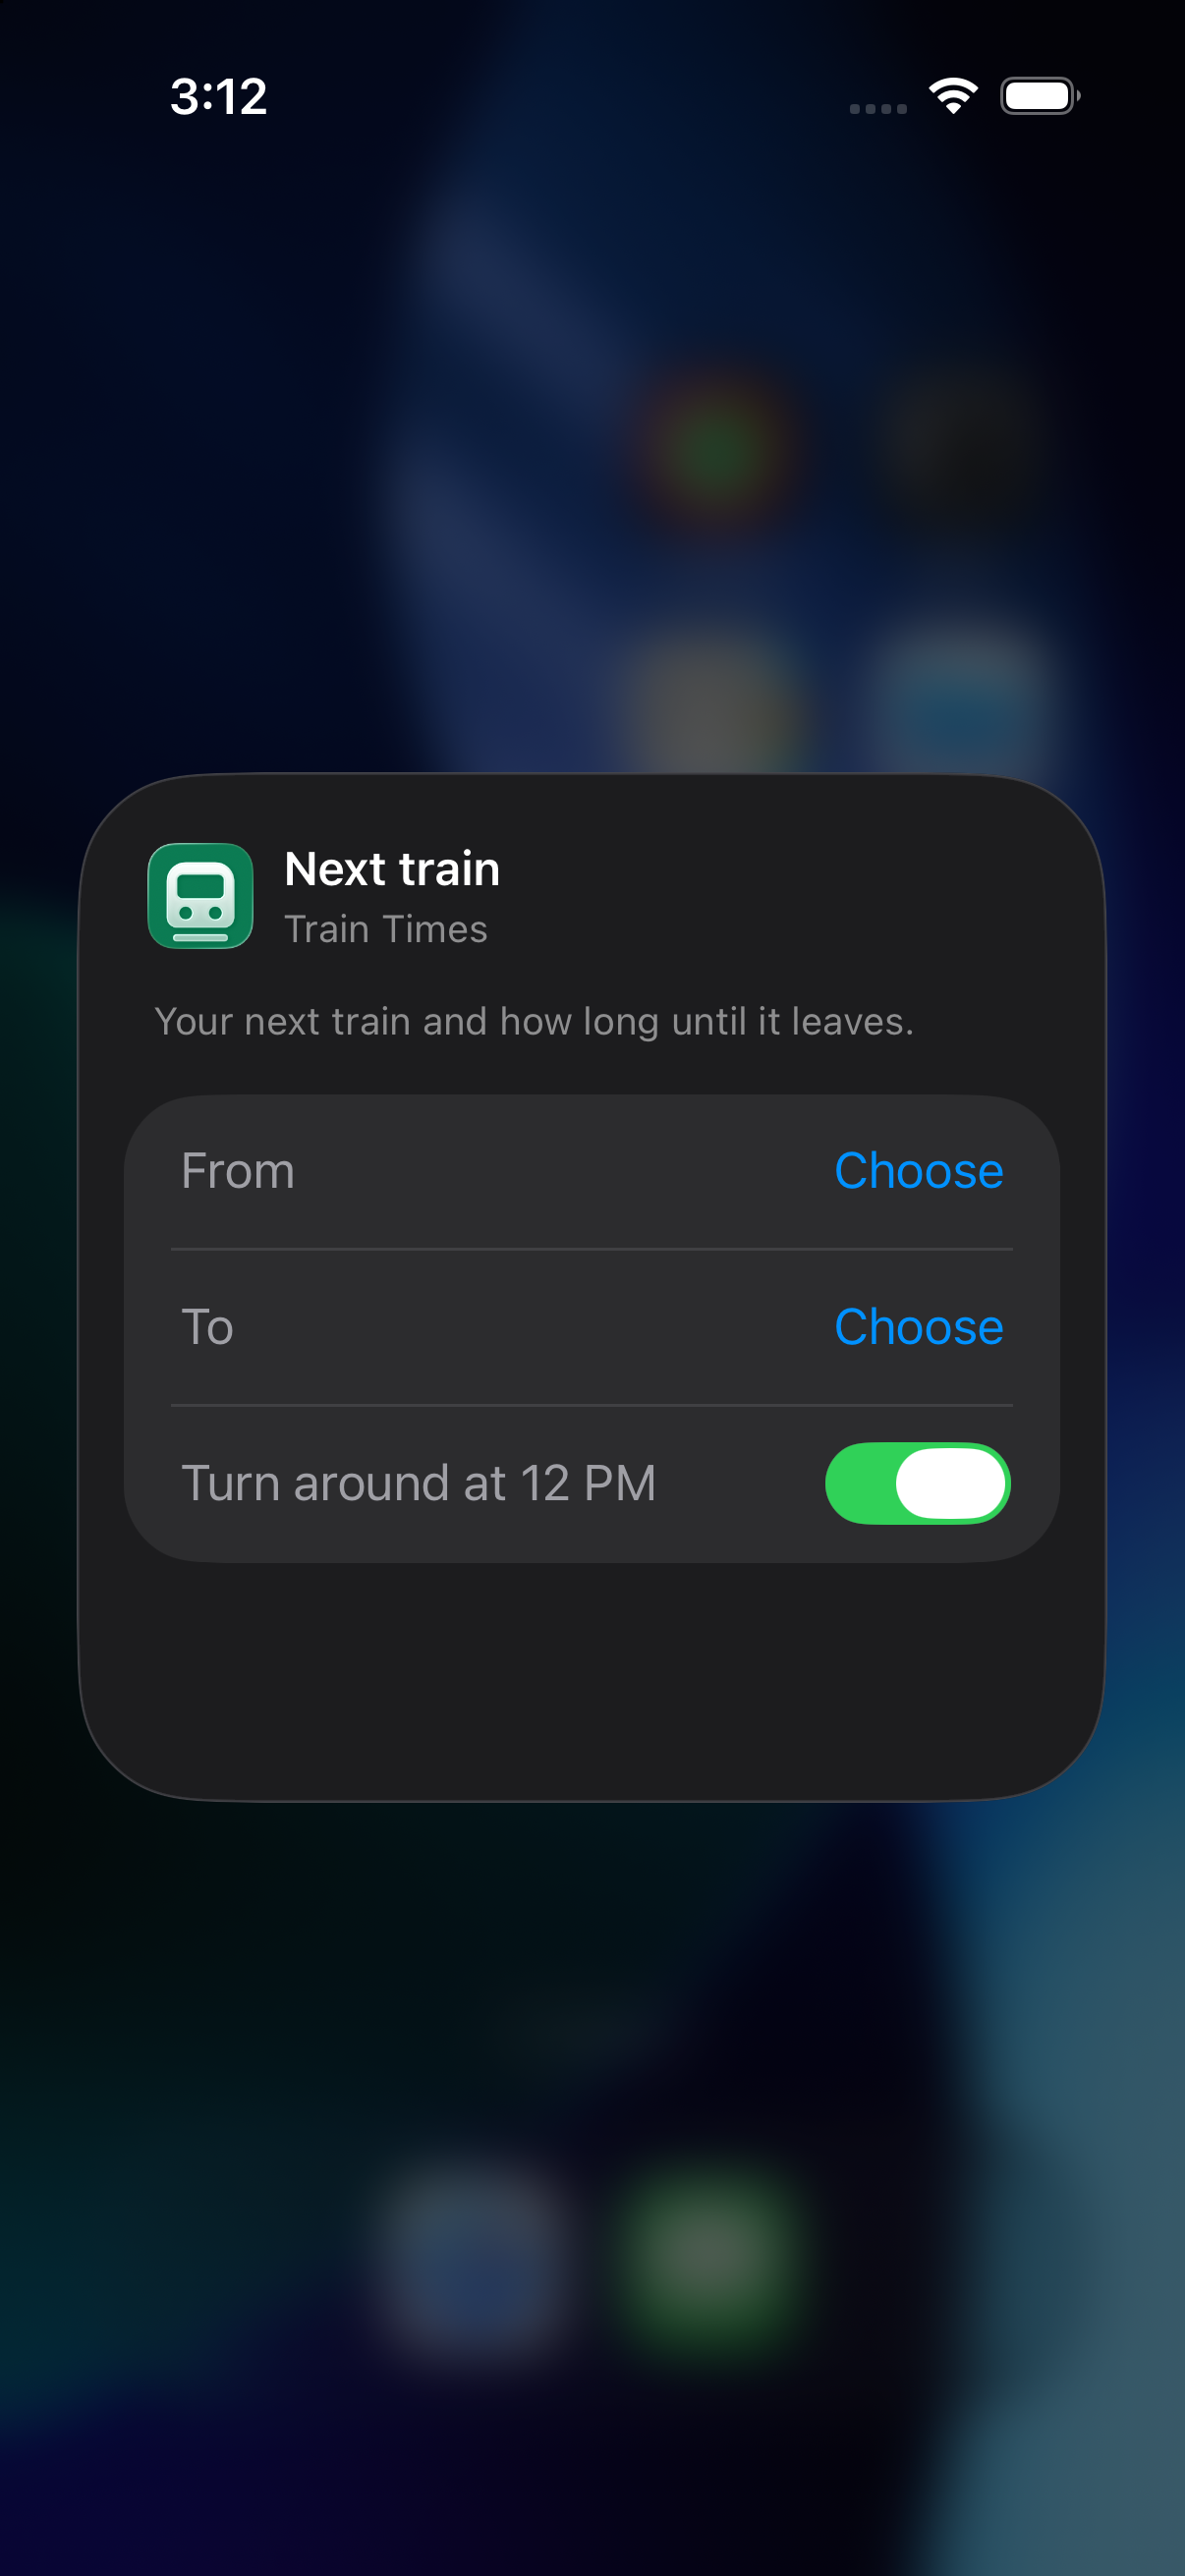 3:12
Next train
Train Times
Your next train and how long until it leaves.
From Choose
To Choose
Turn around at 12 PM